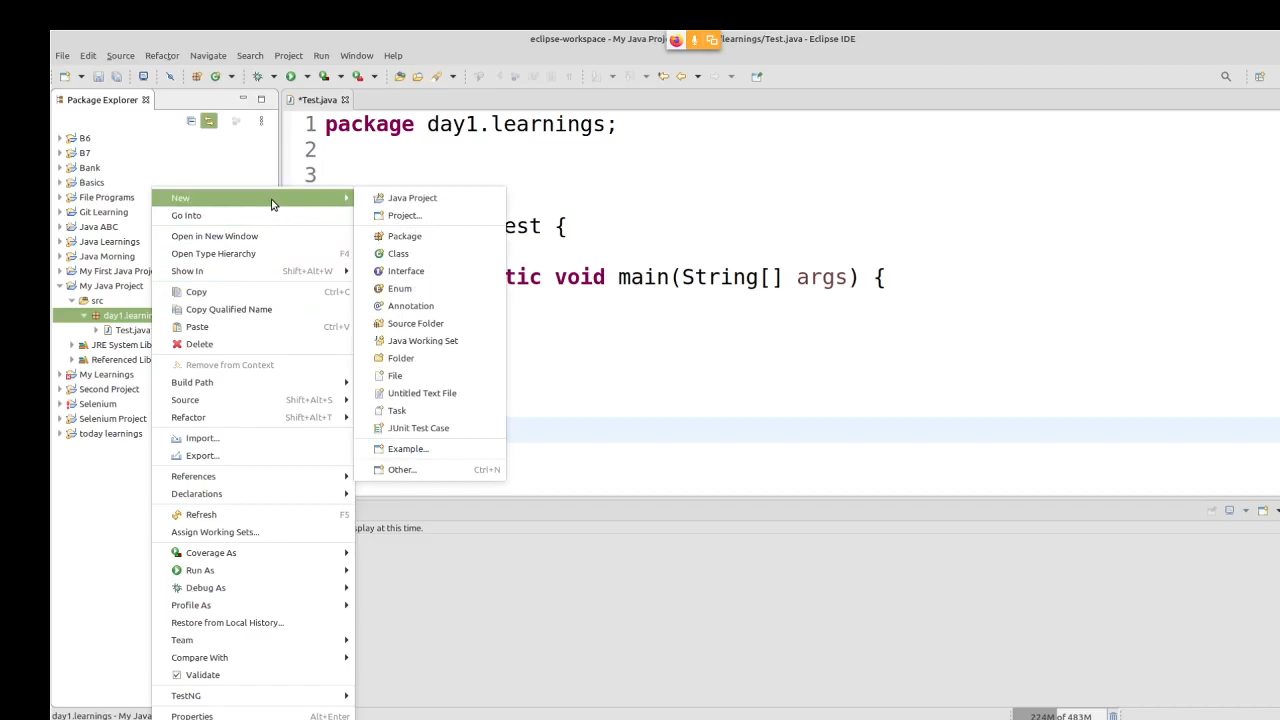 eclipse-workspace - My Java Proje
learnings/Test.java - Eclipse IDE
File Edit Source Refactor Navigate Search Project Run Window Help
Package Explorer
*Test.java
1 package day1.learnings;
2
3
est {
tic void main(String[] args) {
B6
B7
Bank
Basics
File Programs
Git Learning
Java ABC
Java Learnings
Java Morning
My First Java Proj
My Java Project
src
day1.learnin
Test.java
JRE System Lib
Referenced Lib
My Learnings
Second Project
Selenium
Selenium Project
today learnings
New
Go Into
Open in New Window
Open Type Hierarchy F4
Show In Shift+Alt+W
Copy Ctrl+C
Copy Qualified Name
Paste Ctrl+V
Delete
Remove from Context
Build Path
Source Shift+Alt+S
Refactor Shift+Alt+T
Import...
Export...
References
Declarations
Refresh F5
Assign Working Sets...
Coverage As
Run As
Debug As
Profile As
Restore from Local History...
Team
Compare With
Validate
TestNG
Properties Alt+Enter
Java Project
Project...
Package
Class
Interface
Enum
Annotation
Source Folder
Java Working Set
Folder
File
Untitled Text File
Task
JUnit Test Case
Example...
Other... Ctrl+N
splay at this time.
day1.learnings - My Java
224M of 483M